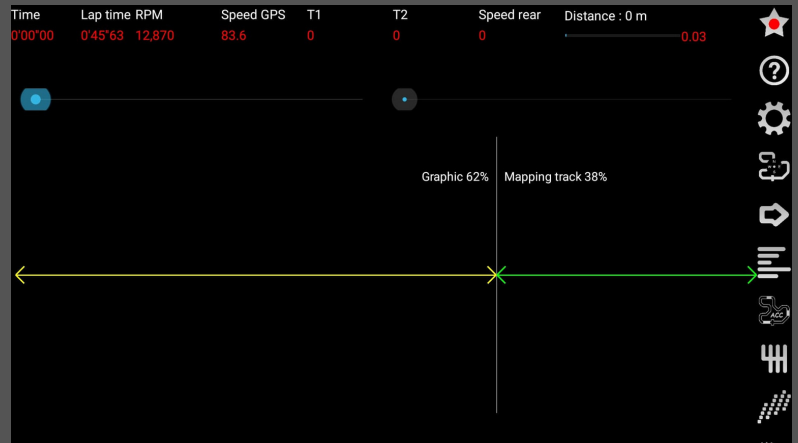 Time Lap time RPM Speed GPS T1 T2 Speed rear Distance : 0 m
0'00"00 0'45"63 12,870 83.6 0 0 0 0.03
Graphic 62% Mapping track 38%
ACC